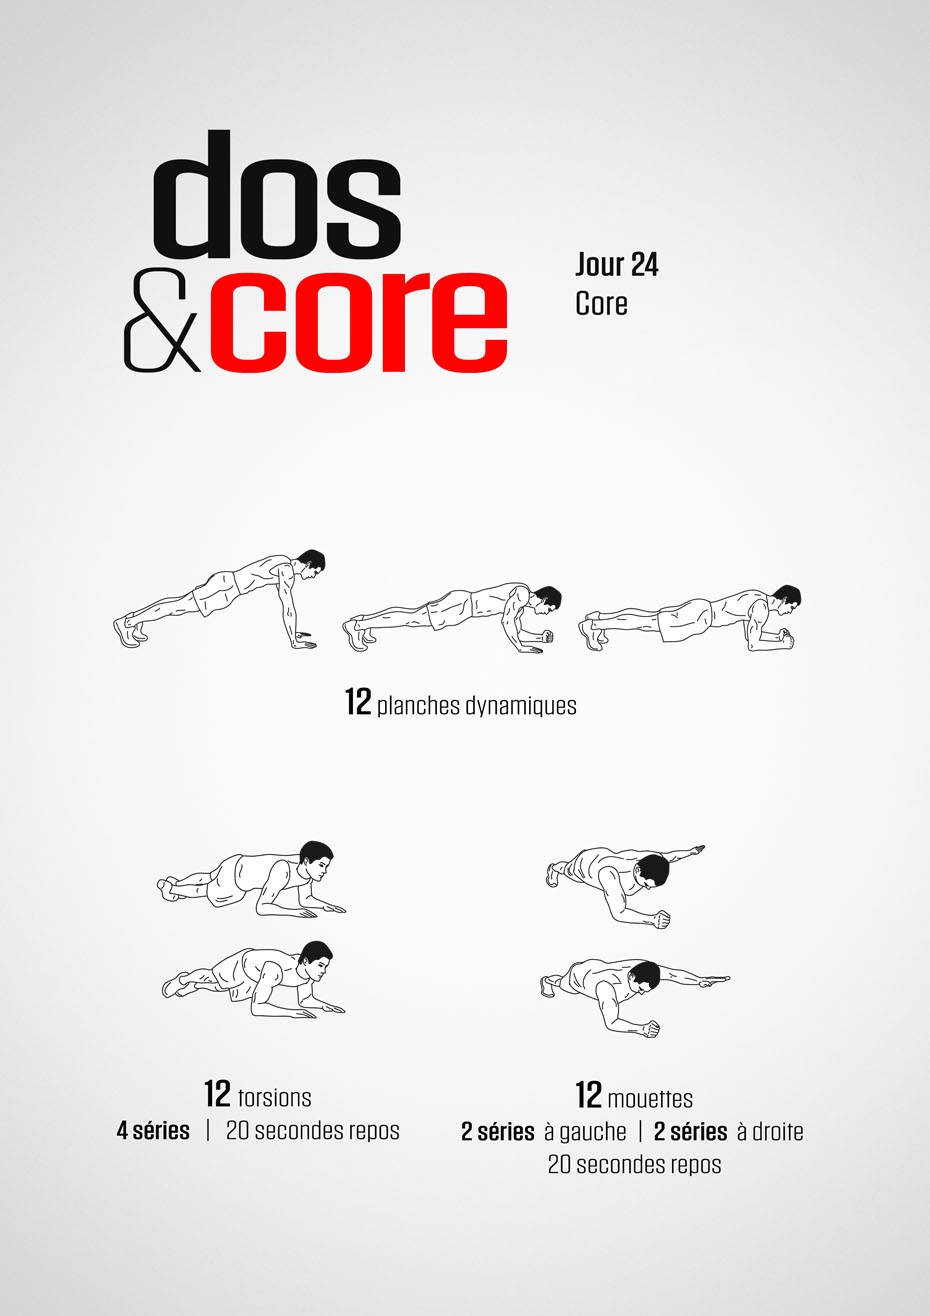 dos
&core
Jour 24
Core
12 planches dynamiques
12 torsions
4 séries | 20 secondes repos
12 mouettes
2 séries à gauche | 2 séries à droite
20 secondes repos